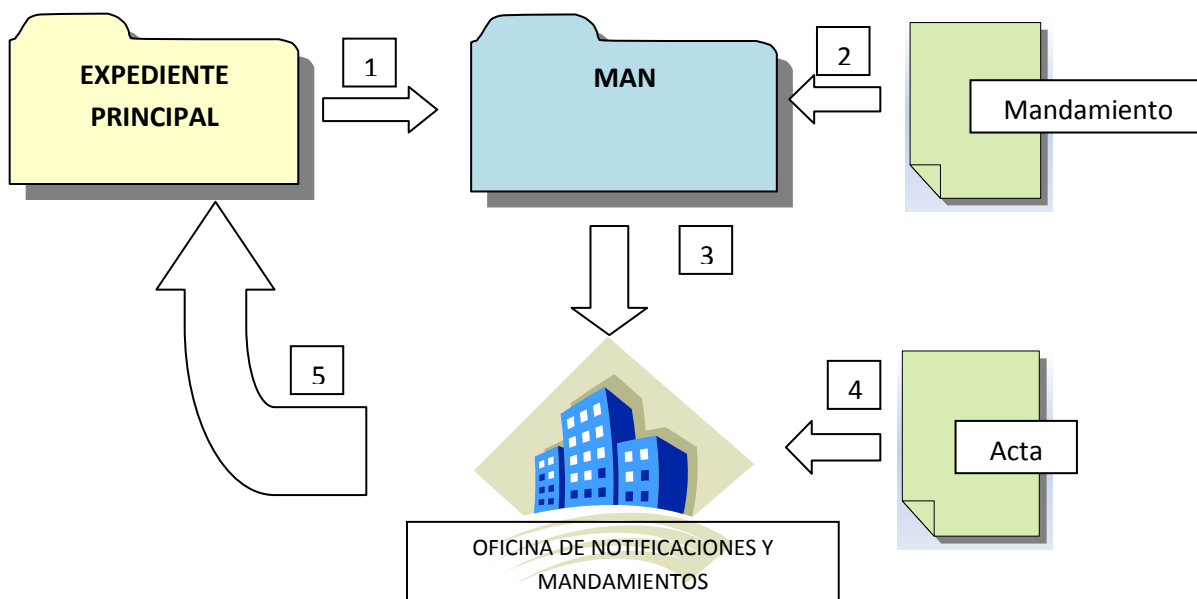 EXPEDIENTE
PRINCIPAL
1
MAN
2
Mandamiento
3
5
4
Acta
OFICINA DE NOTIFICACIONES Y
MANDAMIENTOS